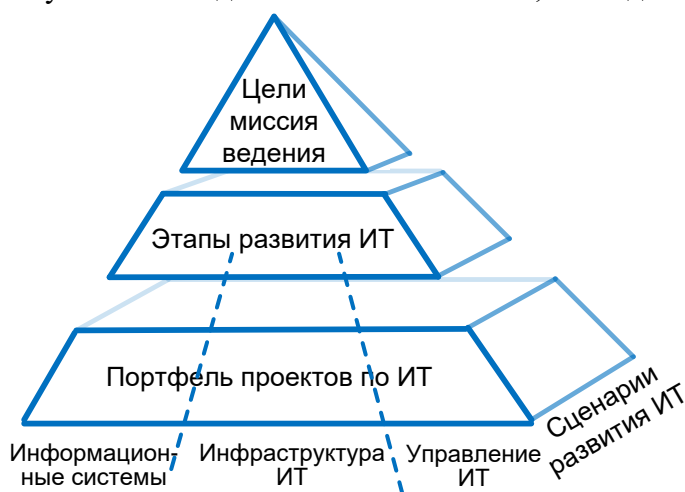 Цели
миссия
ведения
Этапы развития ИТ
Портфель проектов по ИТ
Сценарии
развития ИТ
Информацион-
ные системы
Инфраструктура
ИТ
Управление
ИТ